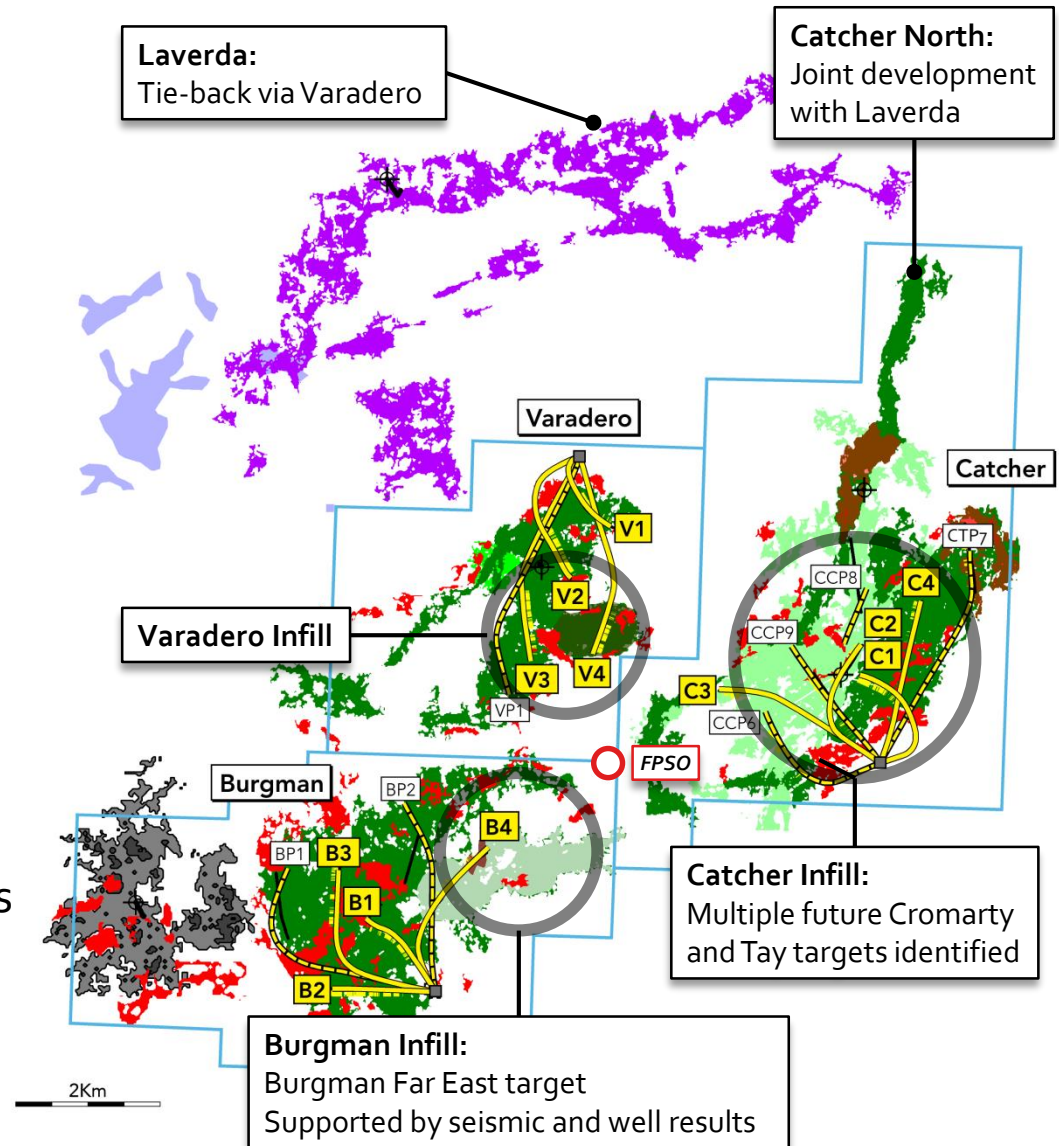 Laverda:
Tie-back via Varadero
Catcher North:
Joint development
with Laverda
Varadero
Catcher
V1
CTP7
CCP8
C4
V2
C2
CCP9
C1
Varadero Infill
V3
V4
C3
VP1
CCP6
FPSO
Burgman
BP2
B4
BP1
B3
B1
s
B2
Catcher Infill:
Multiple future Cromarty
and Tay targets identified
Burgman Infill:
Burgman Far East target
Supported by seismic and well results
2Km